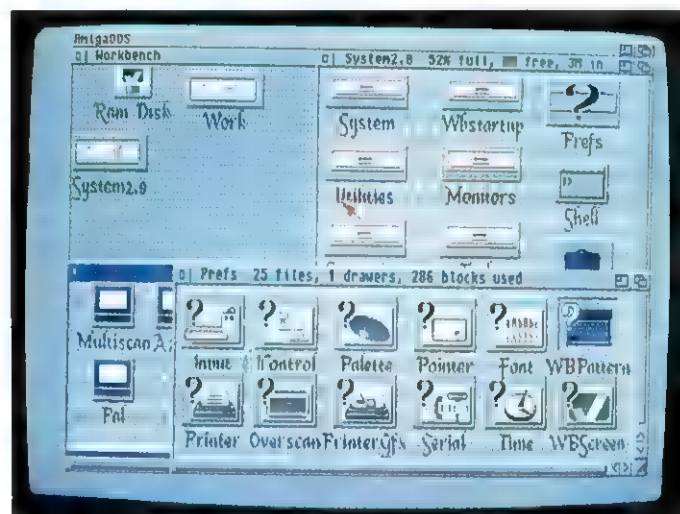 AmigaDOS
Workbench
System2.0 52% full, free, 3M in
Ram Disk
Work
System2.0
System
Wbstartup
Prefs
Utilities
Monitors
Shell
Prefs 25 files, 1 drawers, 286 blocks used
Multiscan
Pal
Input
IControl
Palette
Pointer
Font
WBPattern
Printer
Overscan
PrinterGfx
Serial
Time
WBScreen